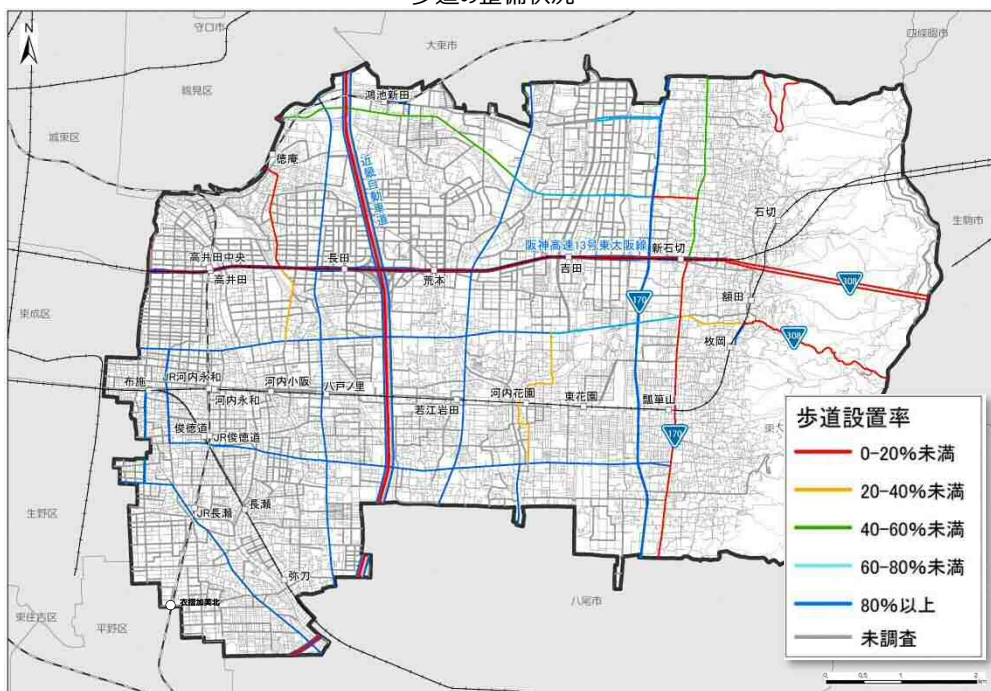 歩道の整備状況
N
守口市
大東市
四條畷市
鶴見区
鴻池新田
城東区
徳庵
近畿自動車道
石切
生駒市
阪神高速13号東大阪線
新石切
高井田中央
長田
荒本
吉田
高井田
308
額田
170
東成区
308
枚岡
布施
JR河内永和
河内小阪
八戸ノ里
河内花園
瓢箪山
河内永和
若江岩田
東花園
俊徳道
JR俊徳道
170
生野区
JR長瀬
長瀬
弥刀
衣摺加美北
八尾市
東住吉区
平野区
歩道設置率
0-20%未満
20-40%未満
40-60%未満
60-80%未満
80%以上
未調査
0 0.5 1 2